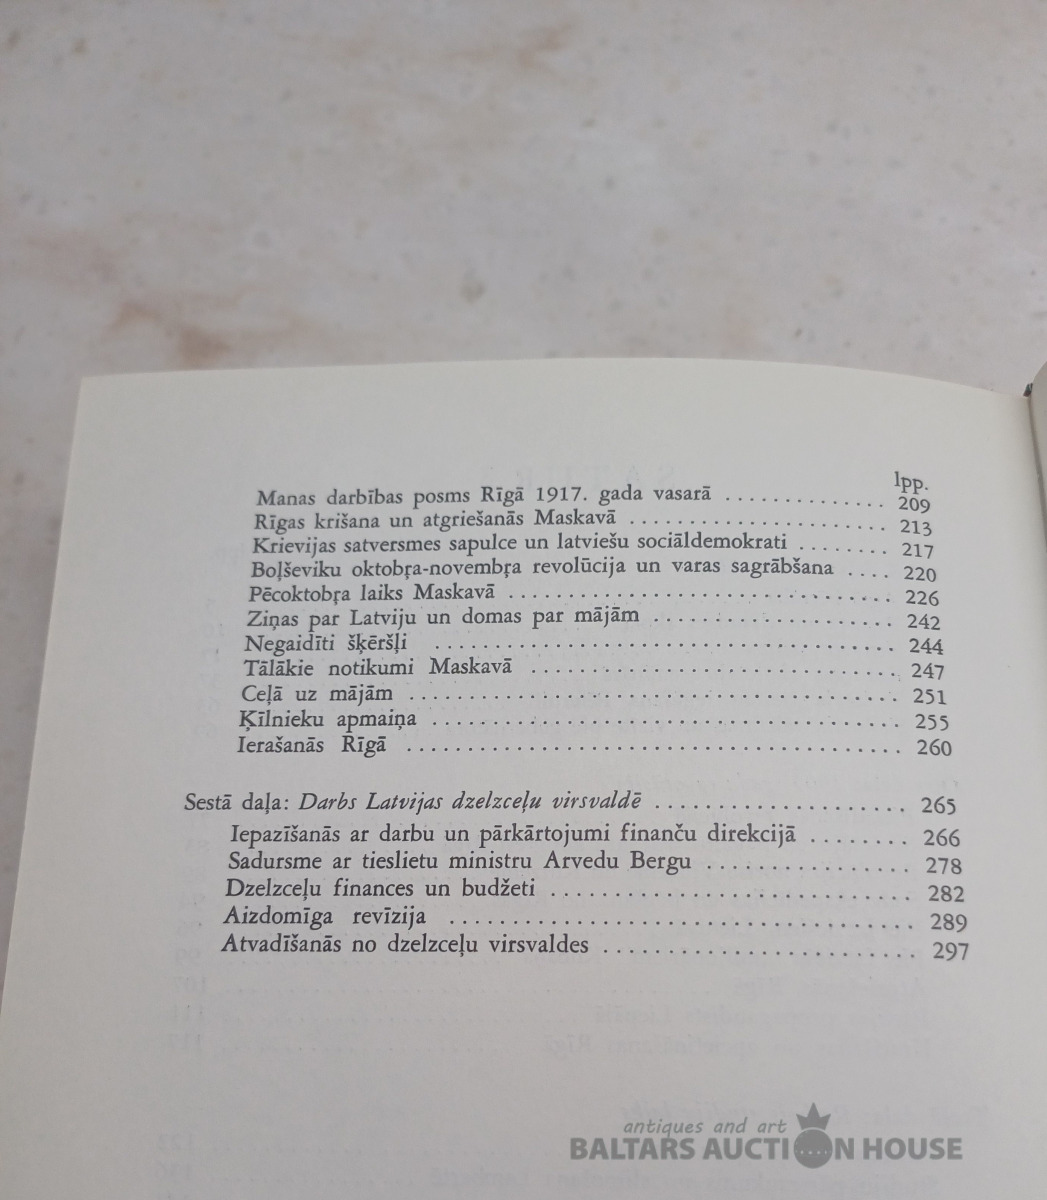 lpp.
Manas darbības posms Rīgā 1917. gada vasarā . . . . . . . . . . . . . 209
Rīgas krišana un atgriešanās Maskavā . . . . . . . . . . . . . . . . . . . . . 213
Krievijas satversmes sapulce un latviešu sociāldemokrati . . . . . . . . 217
Boļševiku oktobŗa-novembŗa revolūcija un varas sagrābšana . . . . 220
Pēcoktobŗa laiks Maskavā . . . . . . . . . . . . . . . . . . . . . . . . . . . . . . . 226
Ziņas par Latviju un domas par mājām . . . . . . . . . . . . . . . . . . . 242
Negaidīti šķēršļi . . . . . . . . . . . . . . . . . . . . . . . . . . . . . . . . . . . . . 244
Tālākie notikumi Maskavā . . . . . . . . . . . . . . . . . . . . . . . . . . . . . 247
Ceļā uz mājām . . . . . . . . . . . . . . . . . . . . . . . . . . . . . . . . . . . . . . . 251
Ķīlnieku apmaiņa . . . . . . . . . . . . . . . . . . . . . . . . . . . . . . . . . . . . . 255
Ierašanās Rīgā . . . . . . . . . . . . . . . . . . . . . . . . . . . . . . . . . . . . . . . 260
Sestā daļa: Darbs Latvijas dzelzceļu virsvaldē . . . . . . . . . . . . . . . . . . . . 265
Iepazīšanās ar darbu un pārkārtojumi finanču direkcijā . . . . . . . . 266
Sadursme ar tieslietu ministru Arvedu Bergu . . . . . . . . . . . . . . . . 278
Dzelzceļu finances un budžeti . . . . . . . . . . . . . . . . . . . . . . . . . . . . 282
Aizdomīga revīzija . . . . . . . . . . . . . . . . . . . . . . . . . . . . . . . . . . . . 289
Atvadīšanās no dzelzceļu virsvaldes . . . . . . . . . . . . . . . . . . . . . . . . 297
antiques and art
BALTARS AUCTION HOUSE